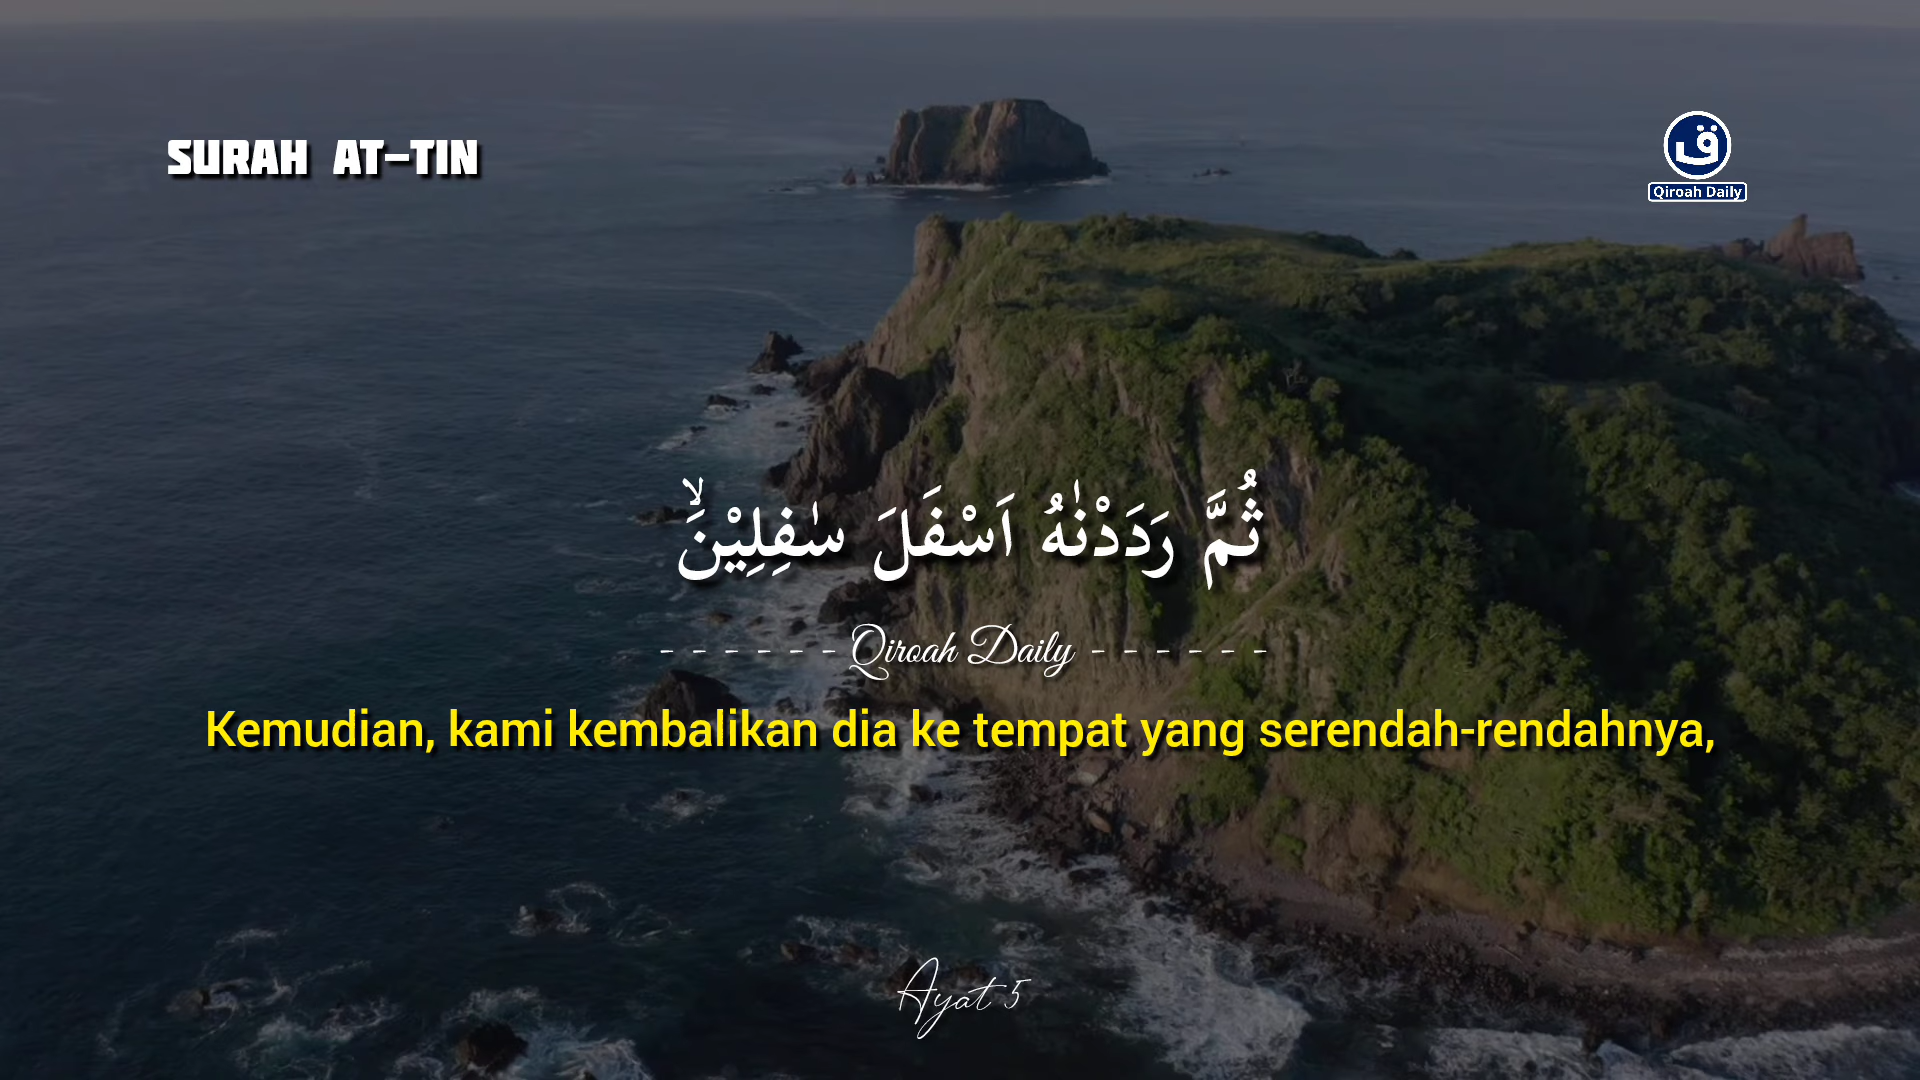 SURAH AT-TIN
ق
Qiroah Daily
ثُمَّ رَدَدْنٰهُ اَسْفَلَ سٰفِلِيْنَۙ
- - - - - - Qiroah Daily - - - - - -
Kemudian, kami kembalikan dia ke tempat yang serendah-rendahnya,
Ayat 5